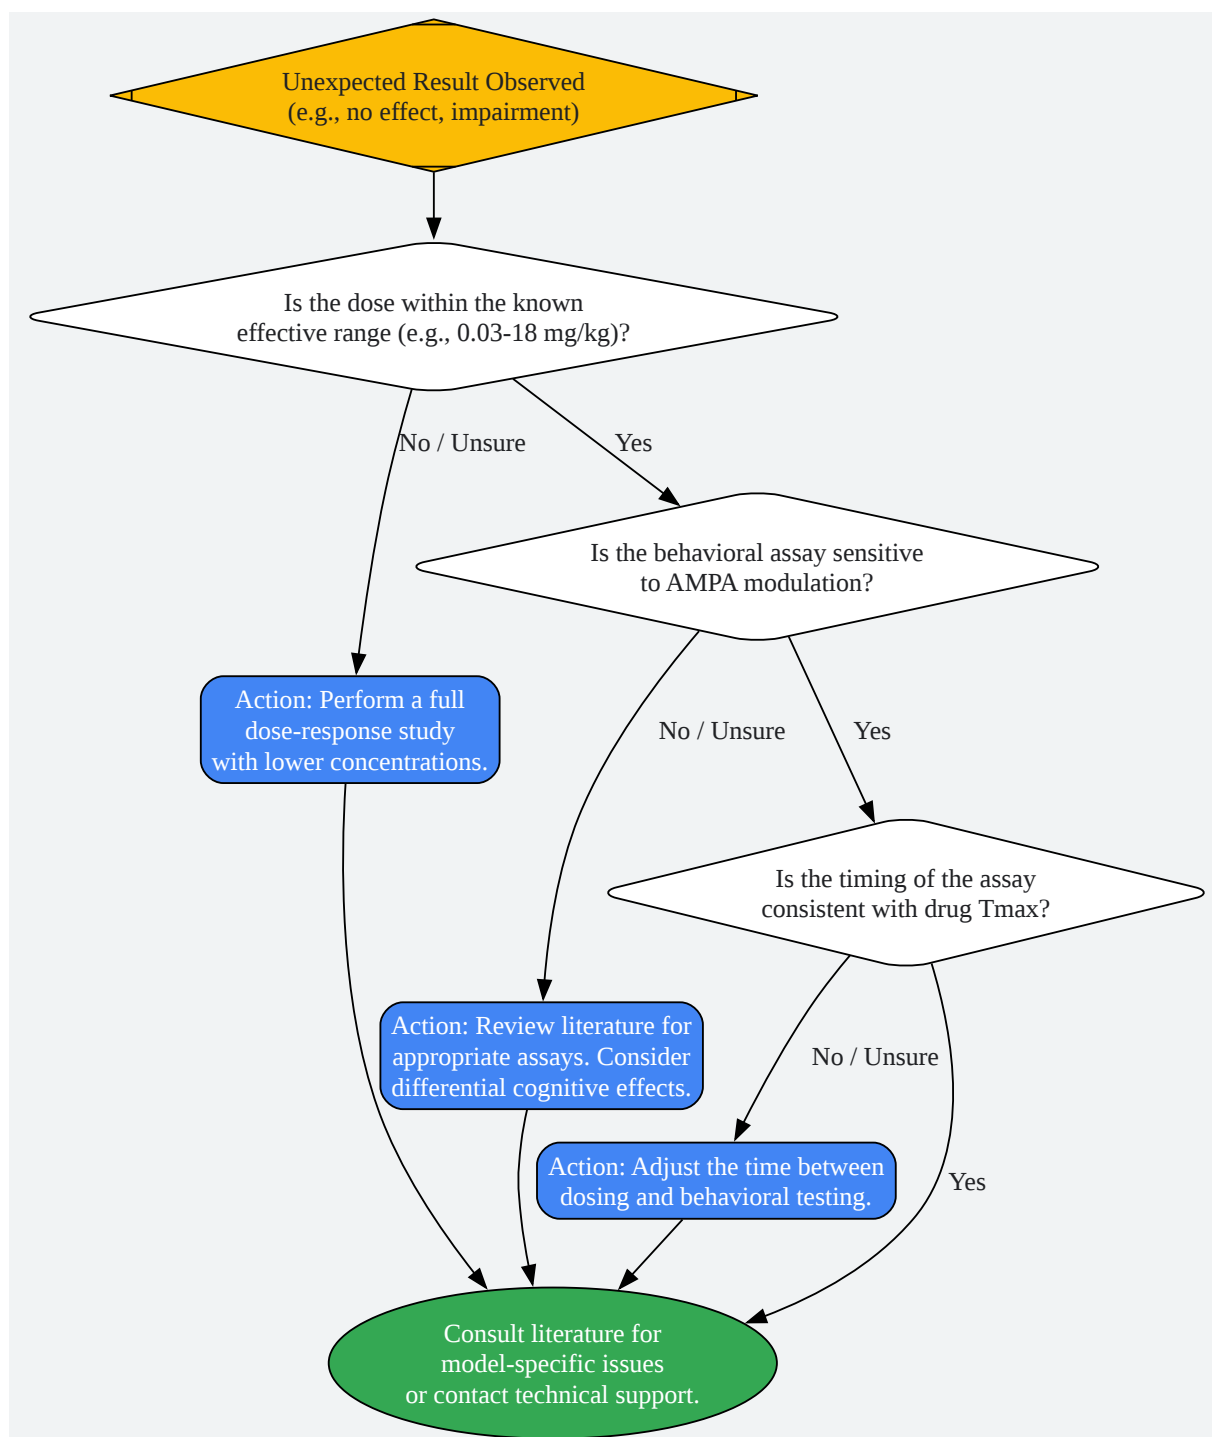 Unexpected Result Observed
(e.g., no effect, impairment)
Is the dose within the known
effective range (e.g., 0.03-18 mg/kg)?
No / Unsure
Yes
Is the behavioral assay sensitive
to AMPA modulation?
Action: Perform a full
dose-response study
with lower concentrations.
No / Unsure
Yes
Is the timing of the assay
consistent with drug Tmax?
Action: Review literature for
appropriate assays. Consider
differential cognitive effects.
No / Unsure
Action: Adjust the time between
dosing and behavioral testing.
Yes
Consult literature for
model-specific issues
or contact technical support.